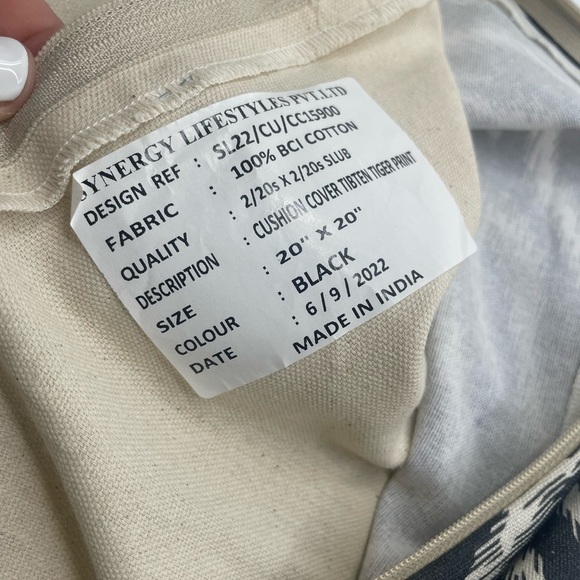 SYNERGY LIFESTYLES PVT.LTD
DESIGN REF : SL22/CU/CC15900
FABRIC : 100% BCI COTTON
QUALITY : 2/20s X 2/20s SLUB
DESCRIPTION : CUSHION COVER TIBTEN TIGER PRINT
SIZE : 20" X 20"
COLOUR : BLACK
DATE : 6/9/2022
MADE IN INDIA